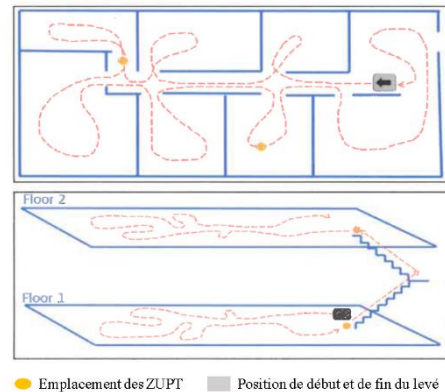 Floor 2
Floor 1
Emplacement des ZUPT
Position de début et de fin du levé